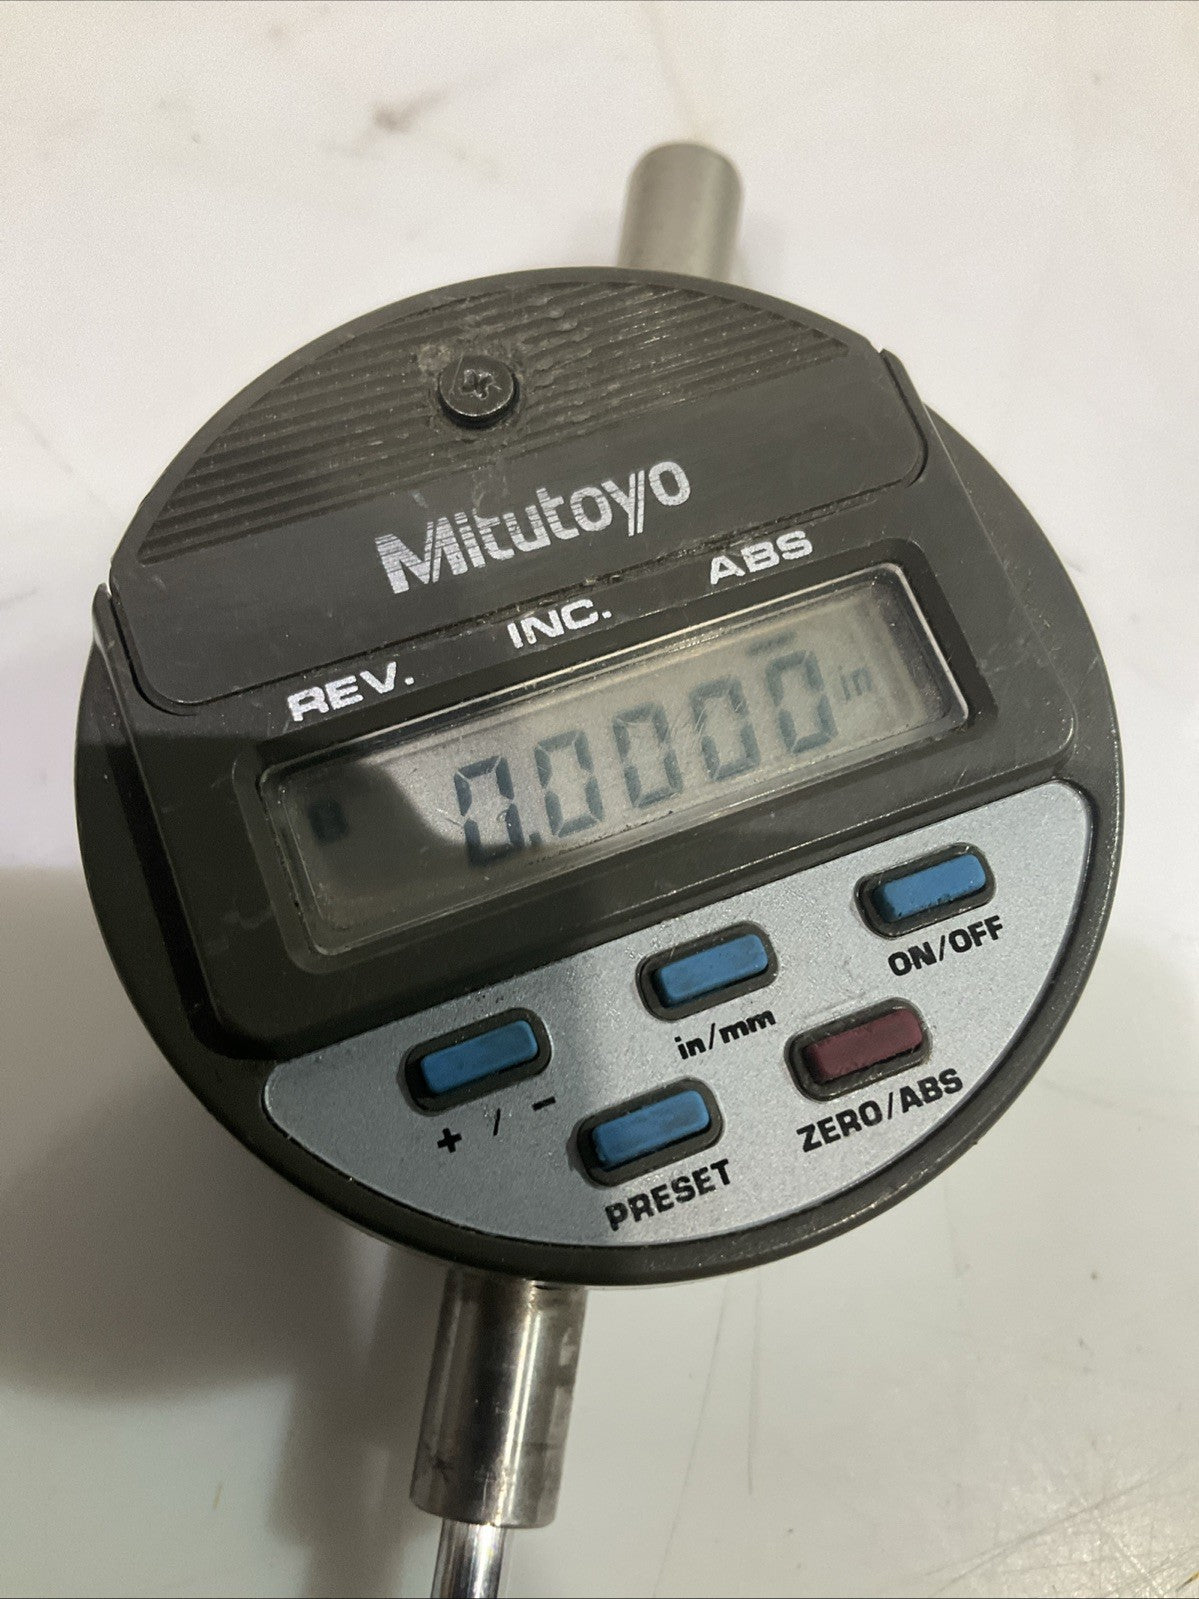 Mitutoyo
REV. INC. ABS
0.0000 in
ON/OFF
in/mm
+ / -
ZERO/ABS
PRESET